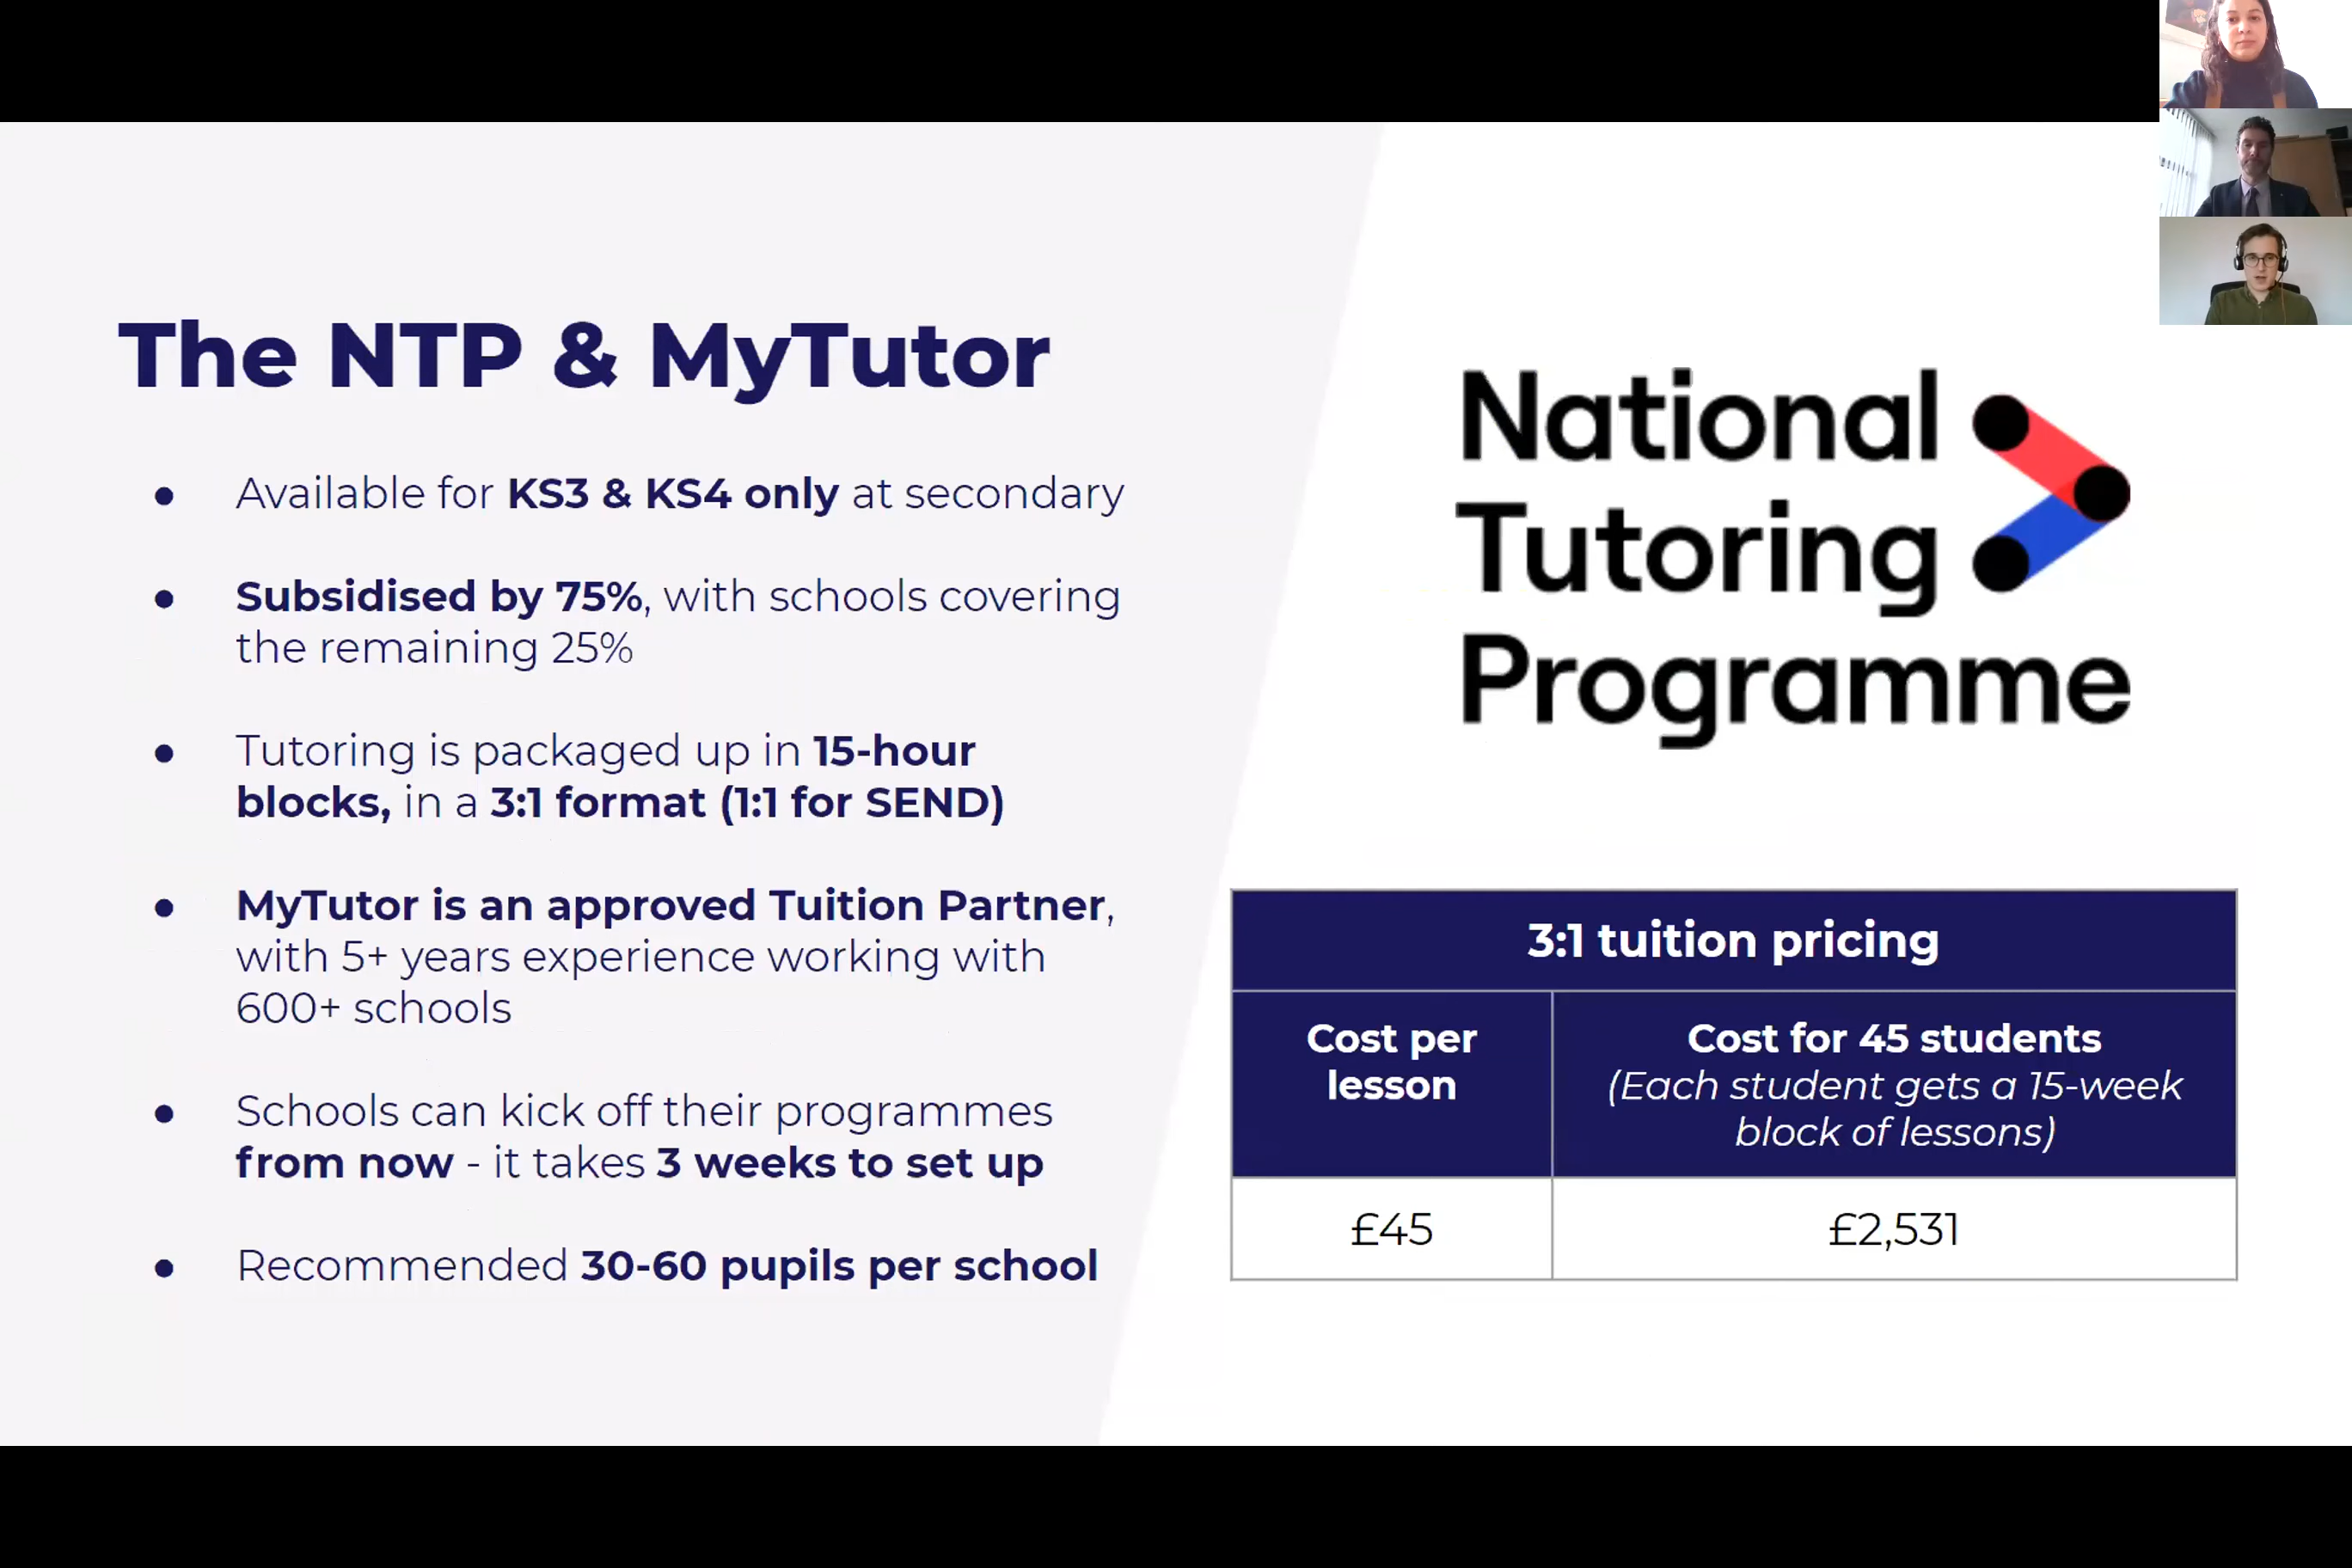 The NTP & MyTutor
● Available for KS3 & KS4 only at secondary
● Subsidised by 75%, with schools covering
the remaining 25%
● Tutoring is packaged up in 15-hour
blocks, in a 3:1 format (1:1 for SEND)
● MyTutor is an approved Tuition Partner,
with 5+ years experience working with
600+ schools
● Schools can kick off their programmes
from now - it takes 3 weeks to set up
● Recommended 30-60 pupils per school
National
Tutoring
Programme
3:1 tuition pricing
Cost per
lesson
Cost for 45 students
(Each student gets a 15-week
block of lessons)
£45
£2,531